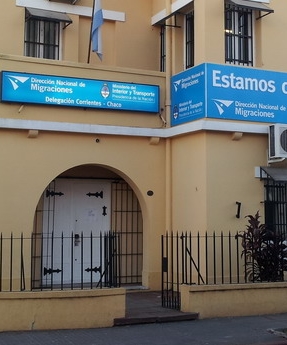 Dirección Nacional de
Migraciones
Ministerio del
Interior y Transporte
Presidencia de la Nación
Delegación Corrientes - Chaco
Estamos
Ministerio del
Interior y Transporte
Presidencia de la Nación
Dirección Nacional de
Migraciones